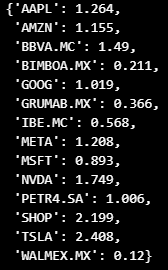 {'AAPL': 1.264,
'AMZN': 1.155,
'BBVA.MC': 1.49,
'BIMBOA.MX': 0.211,
'GOOG': 1.019,
'GRUMAB.MX': 0.366,
'IBE.MC': 0.568,
'META': 1.208,
'MSFT': 0.893,
'NVDA': 1.749,
'PETR4.SA': 1.006,
'SHOP': 2.199,
'TSLA': 2.408,
'WALMEX.MX': 0.12}